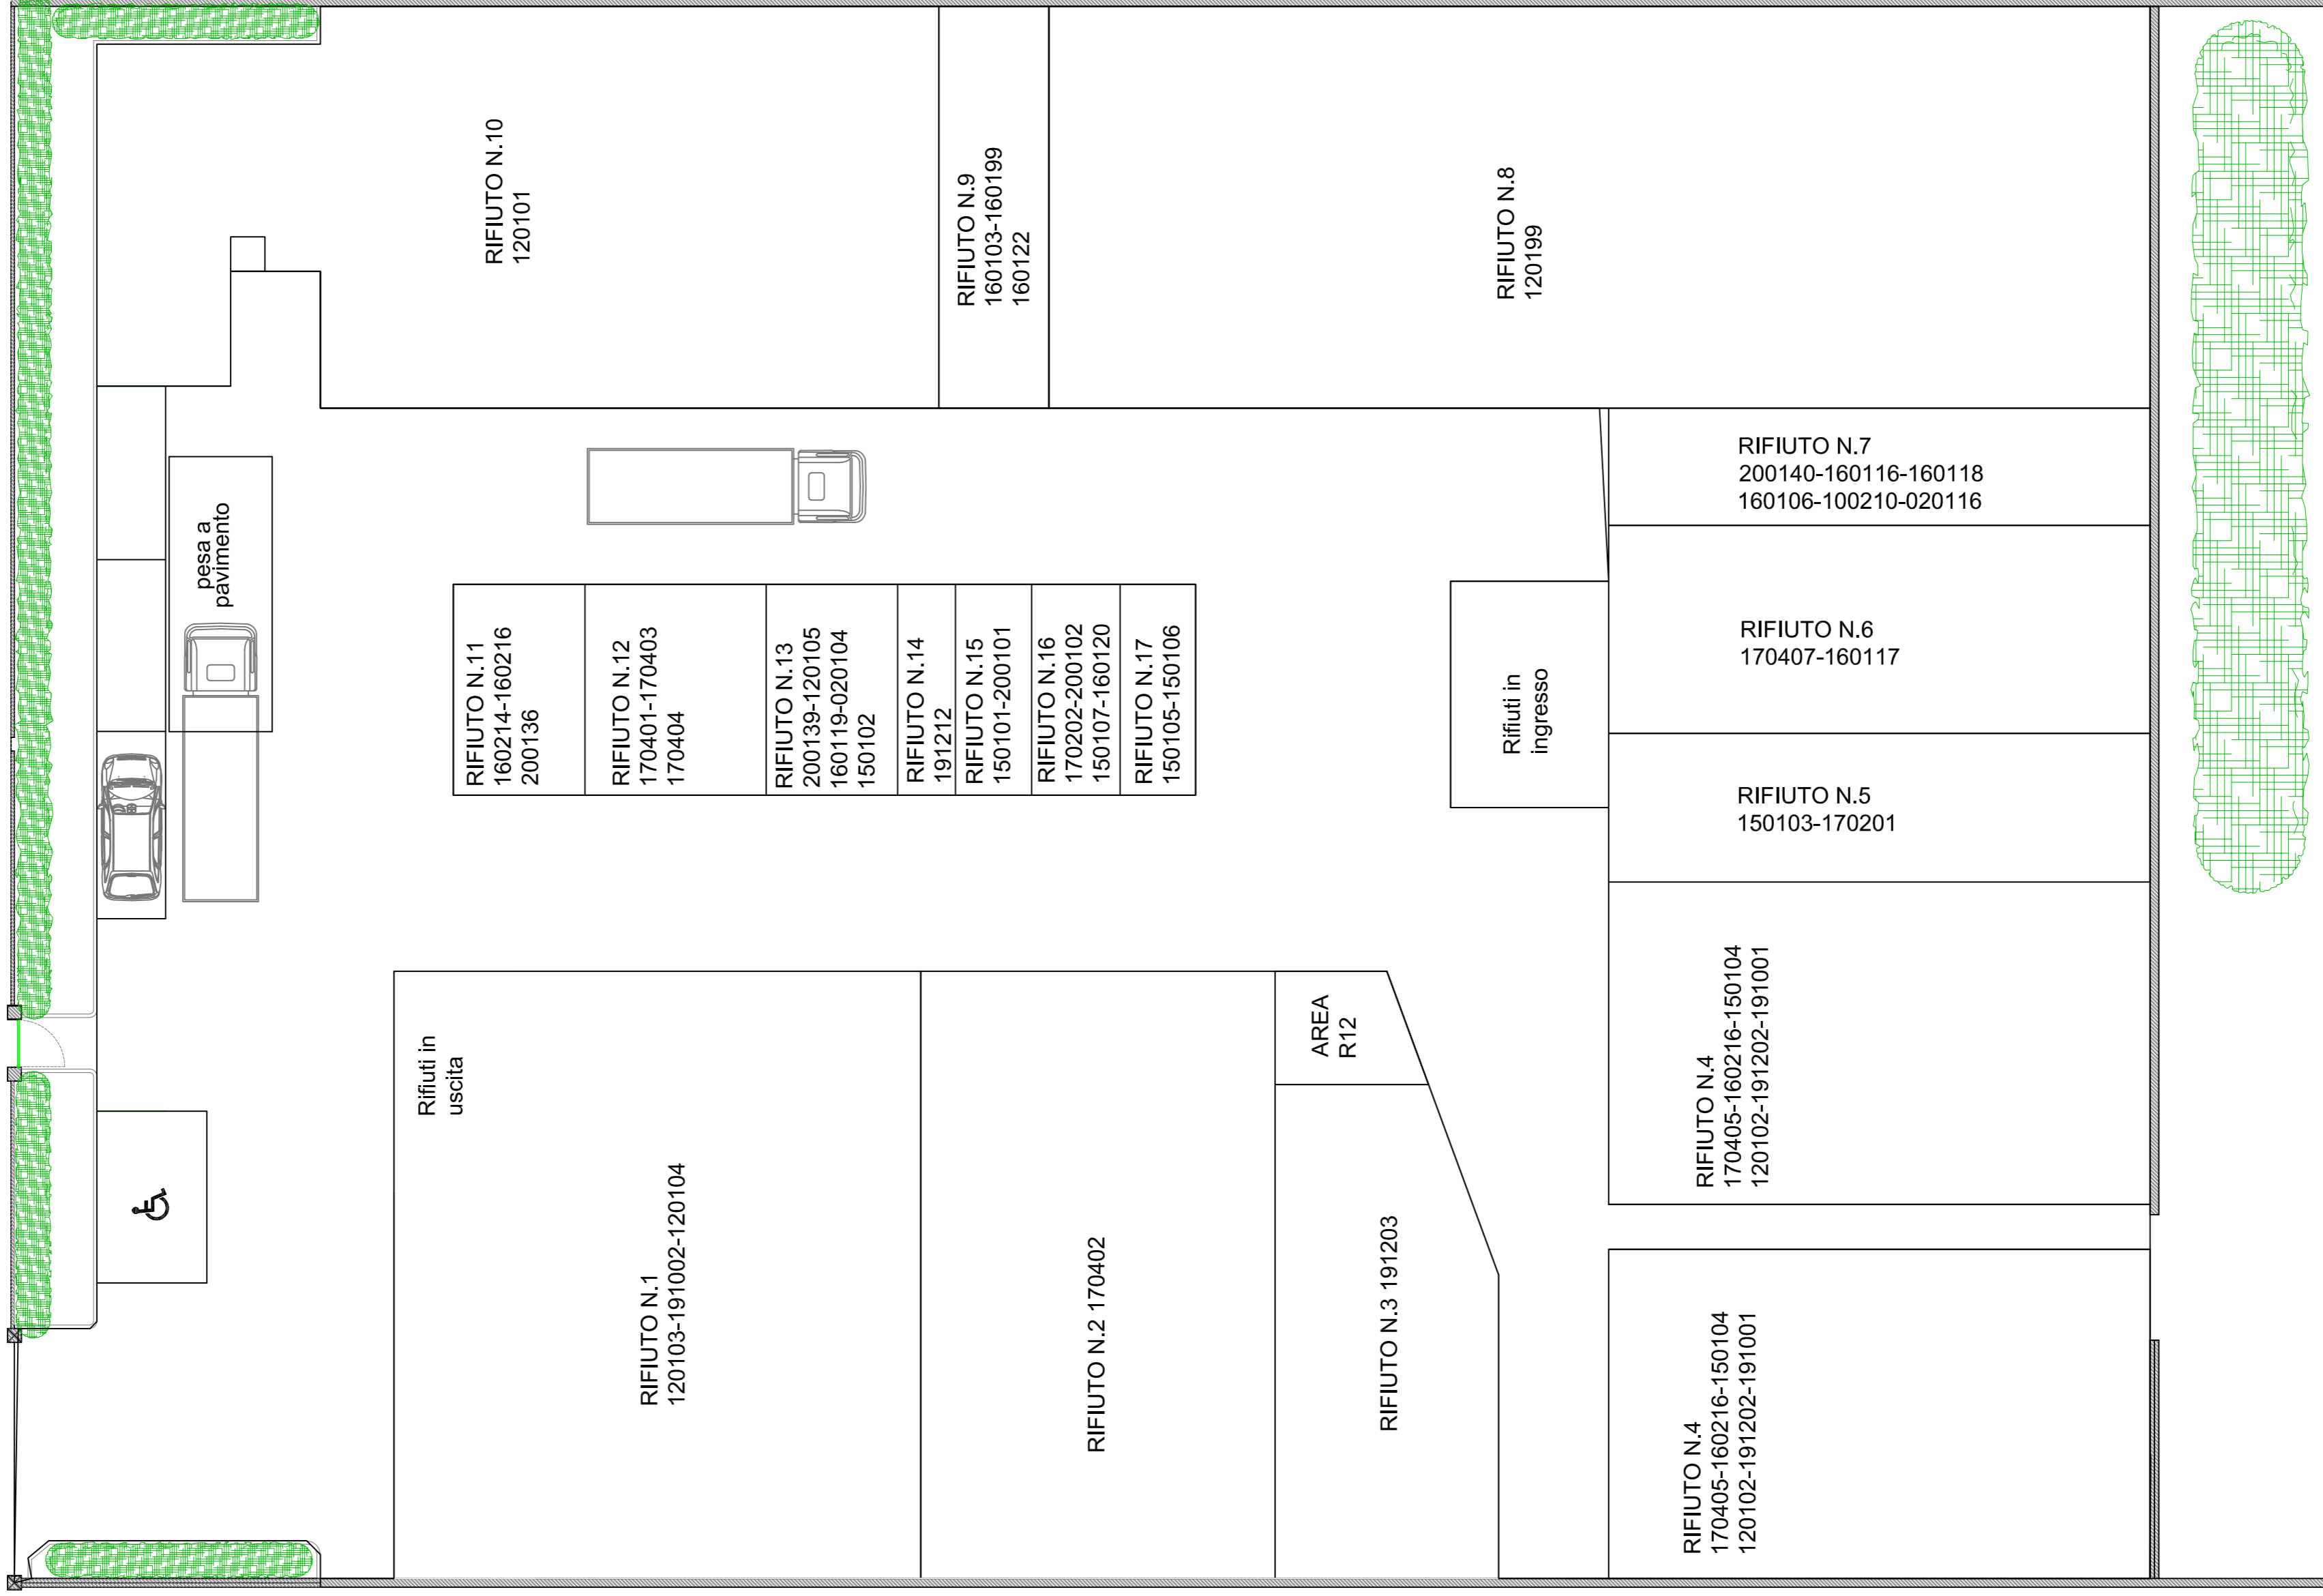 RIFIUTO N.10
120101
RIFIUTO N.9
160103-160199
160122
RIFIUTO N.8
120199
pesa a
pavimento
RIFIUTO N.11
160214-160216
200136
RIFIUTO N.12
170401-170403
170404
RIFIUTO N.13
200139-120105
160119-020104
150102
RIFIUTO N.14
191212
RIFIUTO N.15
150101-200101
RIFIUTO N.16
170202-200102
150107-160120
RIFIUTO N.17
150105-150106
Rifiuti in
ingresso
RIFIUTO N.7
200140-160116-160118
160106-100210-020116
RIFIUTO N.6
170407-160117
RIFIUTO N.5
150103-170201
Rifiuti in
uscita
RIFIUTO N.1
120103-191002-120104
RIFIUTO N.2 170402
AREA
R12
RIFIUTO N.3 191203
RIFIUTO N.4
170405-160216-150104
120102-191202-191001
RIFIUTO N.4
170405-160216-150104
120102-191202-191001